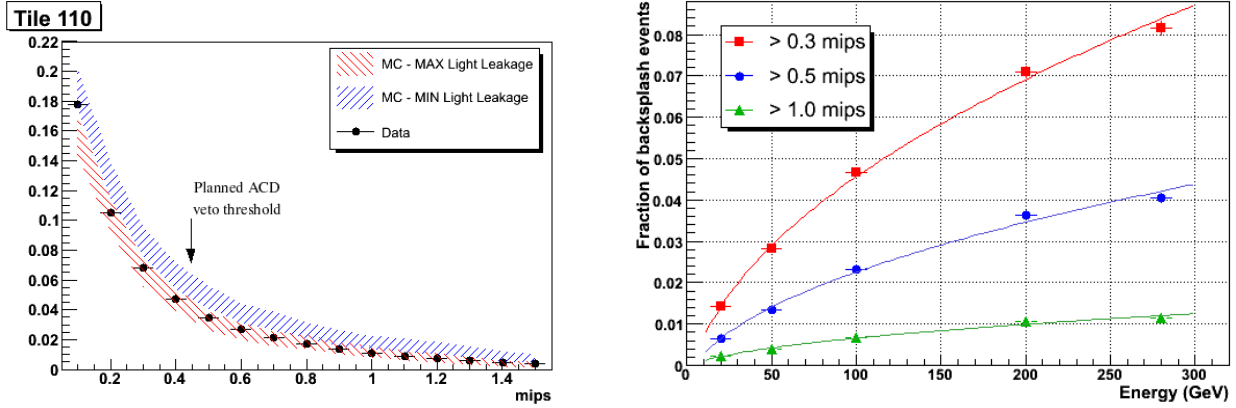 Tile 110
0.22
0.2
0.18
0.16
0.14
0.12
0.1
0.08
0.06
0.04
0.02
0
MC - MAX Light Leakage
MC - MIN Light Leakage
Data
Planned ACD
veto threshold
0.2 0.4 0.6 0.8 1 1.2 1.4
mips
Fraction of backsplash events
0.08
0.07
0.06
0.05
0.04
0.03
0.02
0.01
0
> 0.3 mips
> 0.5 mips
> 1.0 mips
0 50 100 150 200 250 300
Energy (GeV)